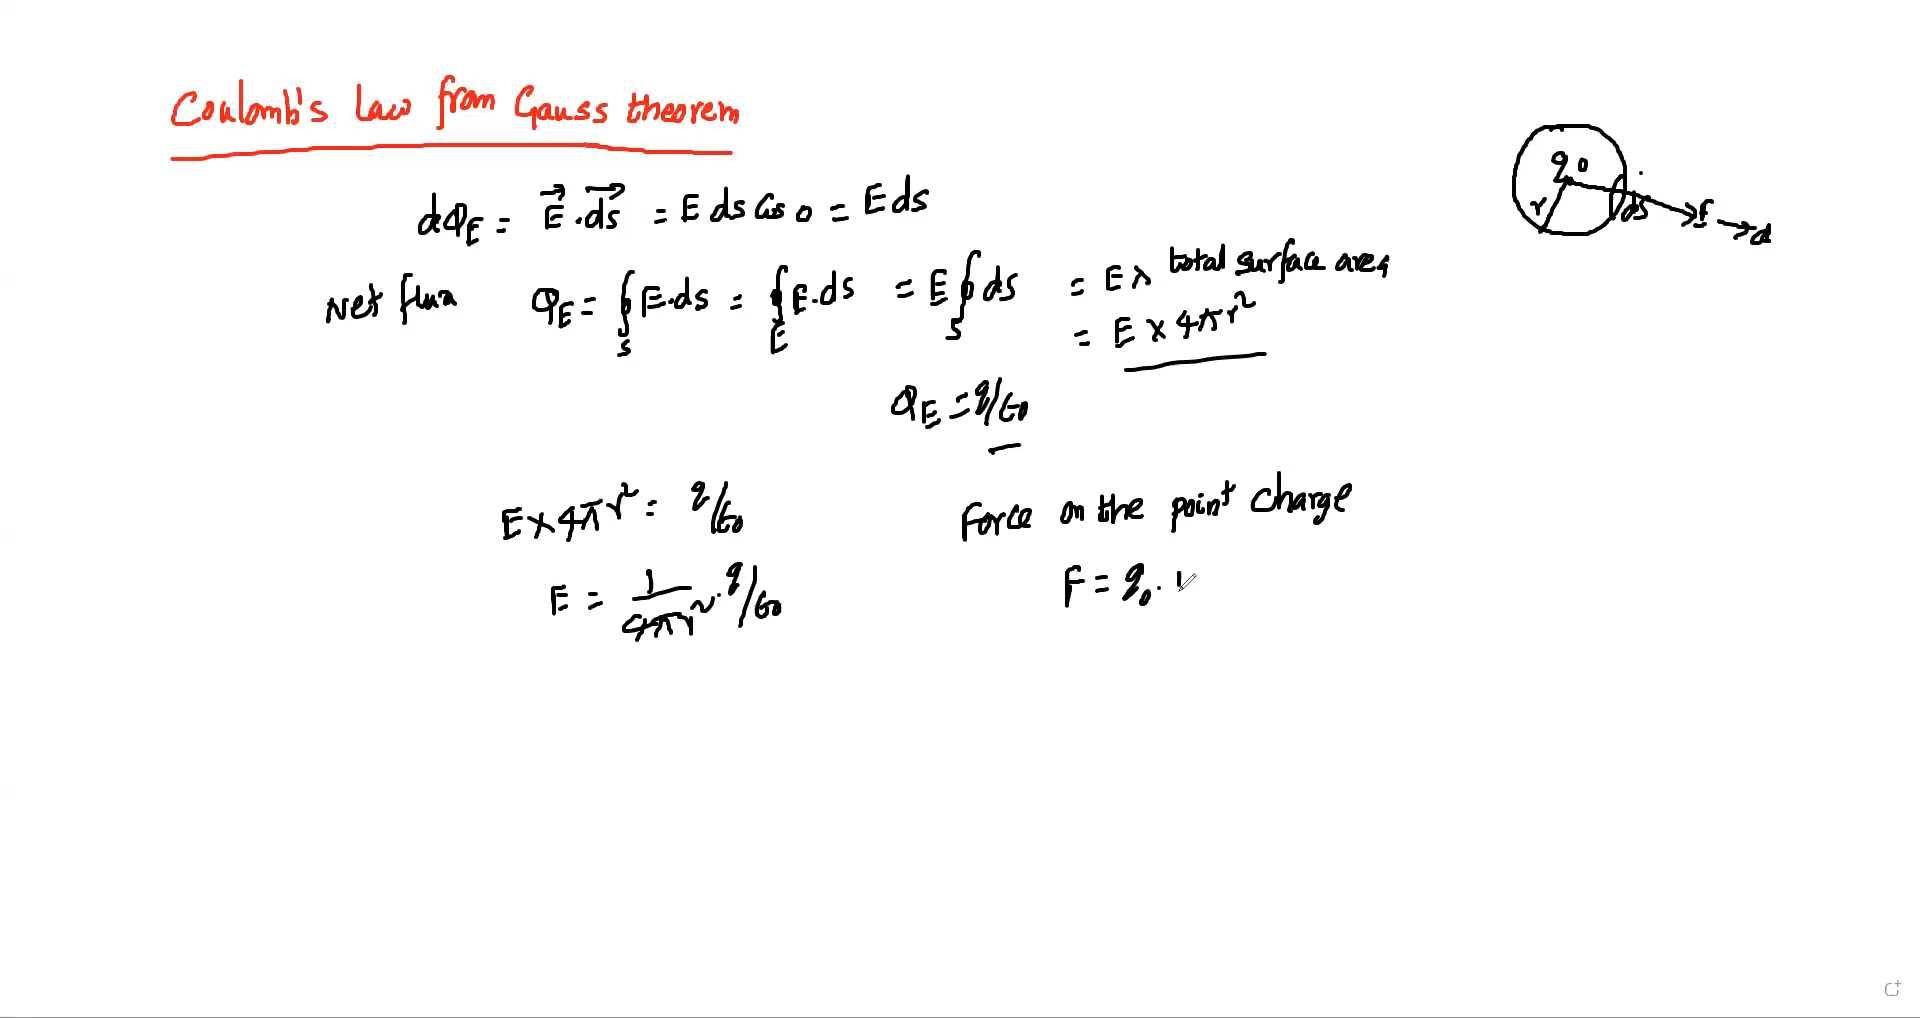 Coulomb's Law from Gauss theorem
q 0
r ds E d
dΦE = E⃗ . ds⃗ = E ds Cos 0 = E ds
Net flux ΦE = ∮S E.ds = ∮E E.ds = E ∮S ds = E x total surface area
= E x 4πr²
ΦE = q/ε0
E x 4πr² = q/ε0
Force on the point charge
E = 1/4πr² . q/ε0
F = q0 .